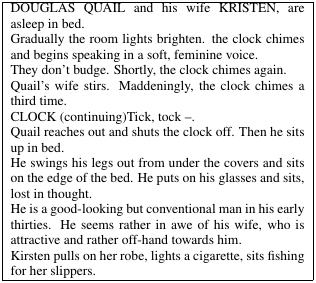 DOUGLAS QUAIL and his wife KRISTEN, are
asleep in bed.
Gradually the room lights brighten. the clock chimes
and begins speaking in a soft, feminine voice.
They don't budge. Shortly, the clock chimes again.
Quail's wife stirs. Maddeningly, the clock chimes a
third time.
CLOCK (continuing)Tick, tock –.
Quail reaches out and shuts the clock off. Then he sits
up in bed.
He swings his legs out from under the covers and sits
on the edge of the bed. He puts on his glasses and sits,
lost in thought.
He is a good-looking but conventional man in his early
thirties. He seems rather in awe of his wife, who is
attractive and rather off-hand towards him.
Kirsten pulls on her robe, lights a cigarette, sits fishing
for her slippers.